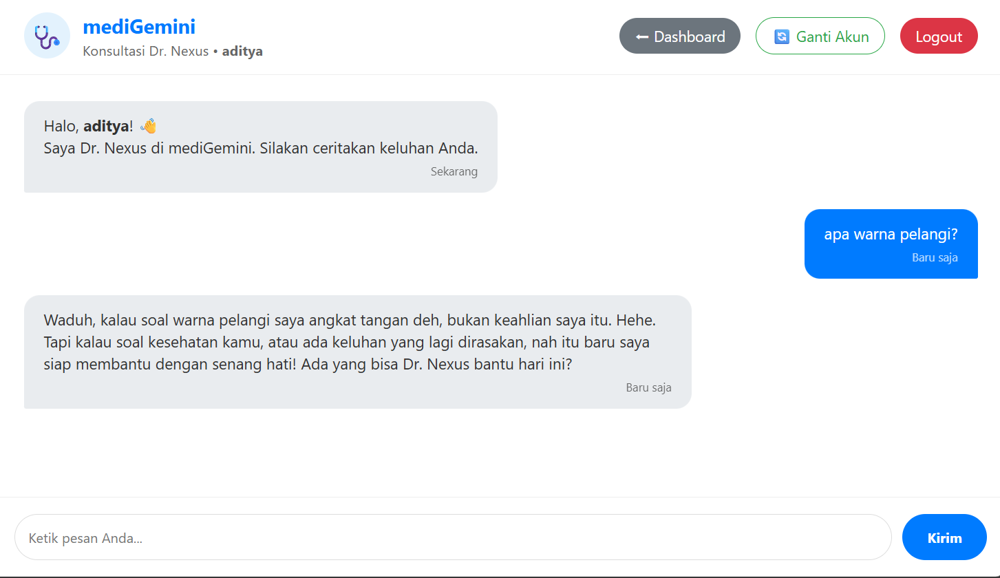 mediGemini
Konsultasi Dr. Nexus • aditya
← Dashboard
🔄 Ganti Akun
Logout
Halo, aditya! 👋
Saya Dr. Nexus di mediGemini. Silakan ceritakan keluhan Anda.
Sekarang
apa warna pelangi?
Baru saja
Waduh, kalau soal warna pelangi saya angkat tangan deh, bukan keahlian saya itu. Hehe.
Tapi kalau soal kesehatan kamu, atau ada keluhan yang lagi dirasakan, nah itu baru saya
siap membantu dengan senang hati! Ada yang bisa Dr. Nexus bantu hari ini?
Baru saja
Ketik pesan Anda...
Kirim